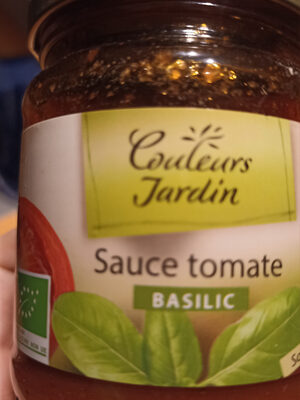 Couleurs
Jardin
Sauce tomate
BASILIC